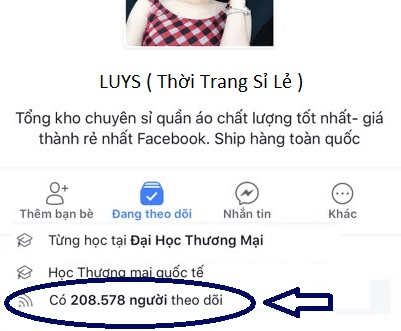 LUYS ( Thời Trang Sỉ Lẻ )
Tổng kho chuyên sỉ quần áo chất lượng tốt nhất- giá
thành rẻ nhất Facebook. Ship hàng toàn quốc
Thêm bạn bè Đang theo dõi Nhắn tin Khác
Từng học tại Đại Học Thương Mại
Học Thương mại quốc tế
Có 208.578 người theo dõi